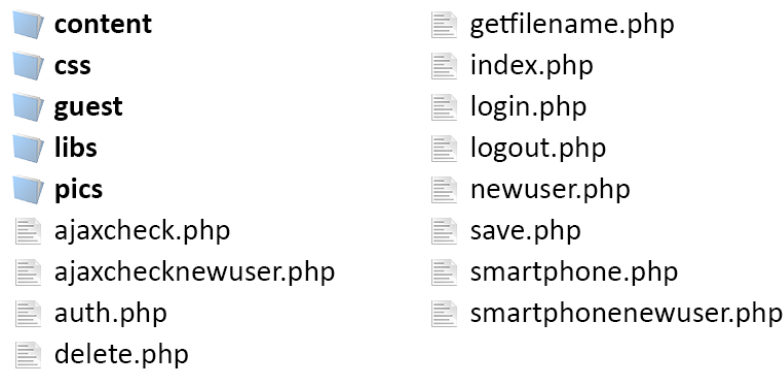 content
css
guest
libs
pics
ajaxcheck.php
ajaxchecknewuser.php
auth.php
delete.php
getfilename.php
index.php
login.php
logout.php
newuser.php
save.php
smartphone.php
smartphonenewuser.php